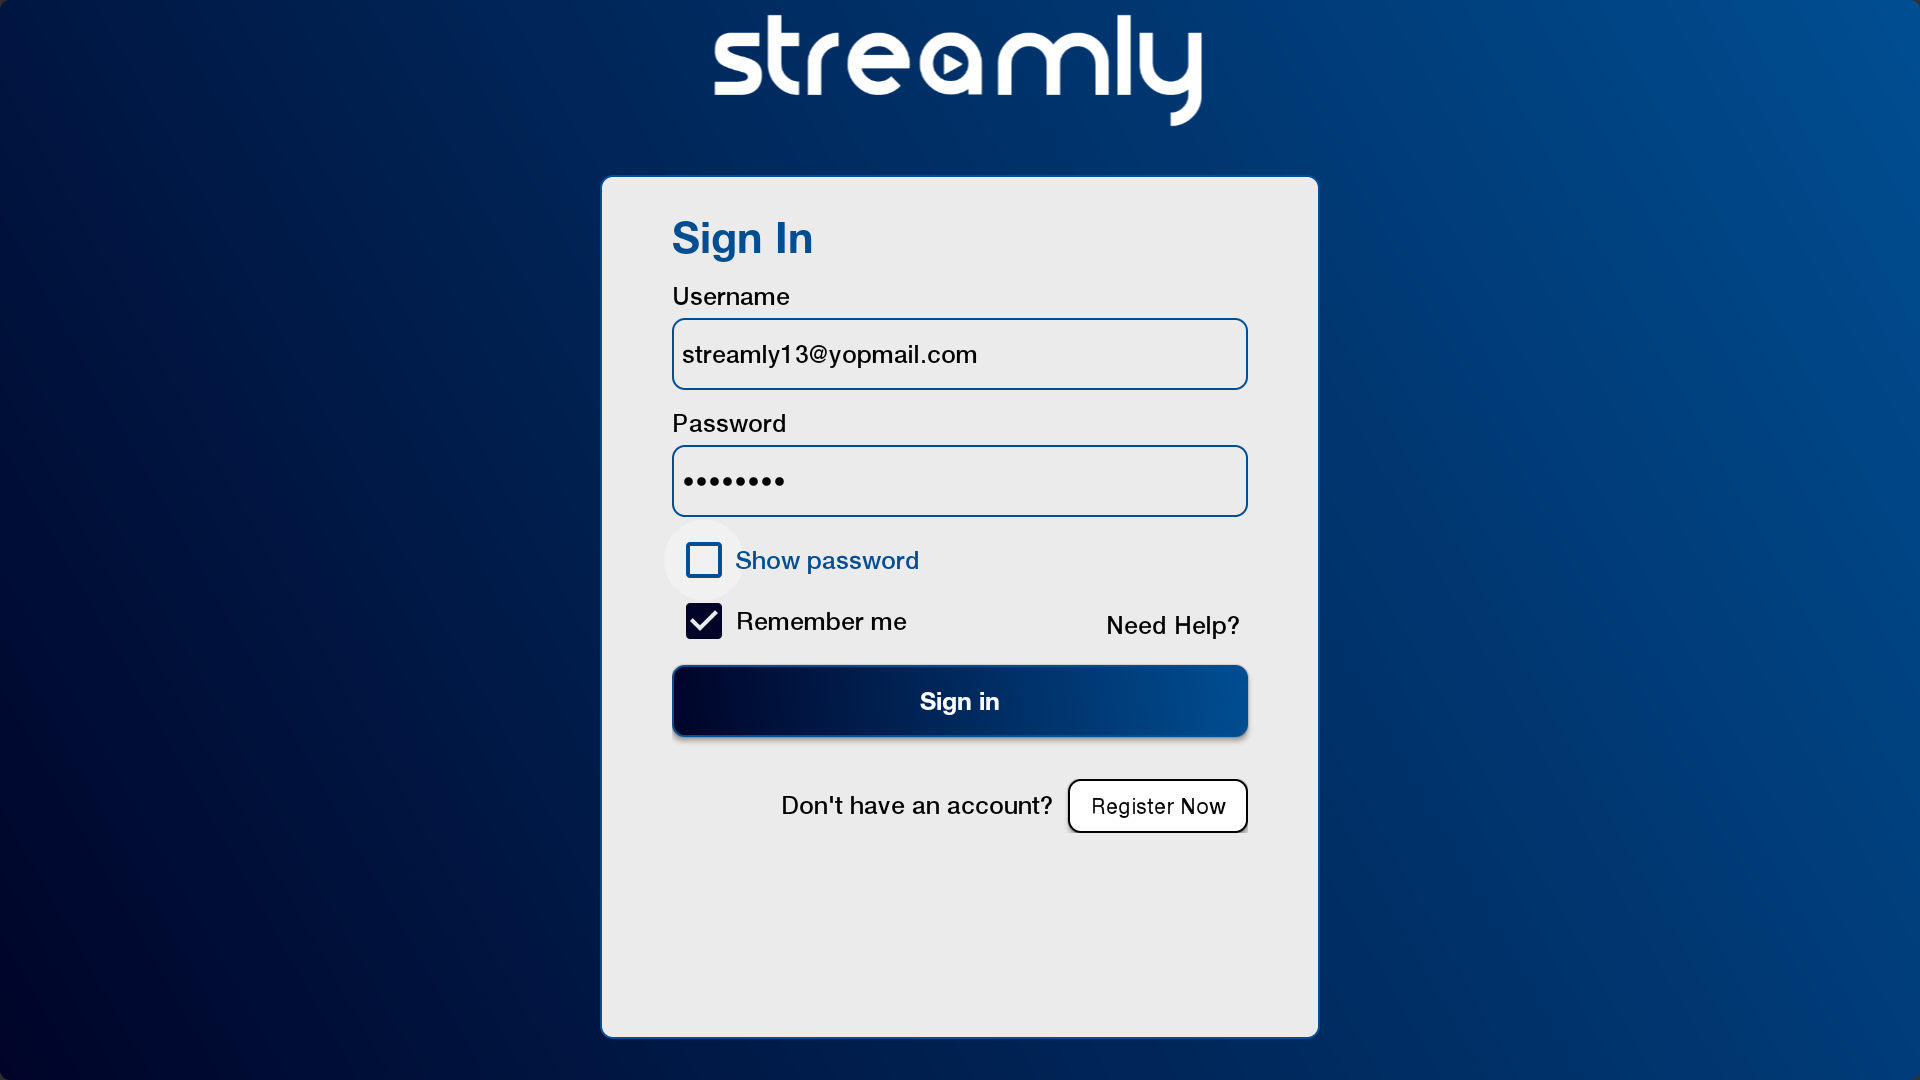 streamly
Sign In
Username
streamly13@yopmail.com
Password
••••••••
Show password
Remember me
Need Help?
Sign in
Don't have an account?
Register Now